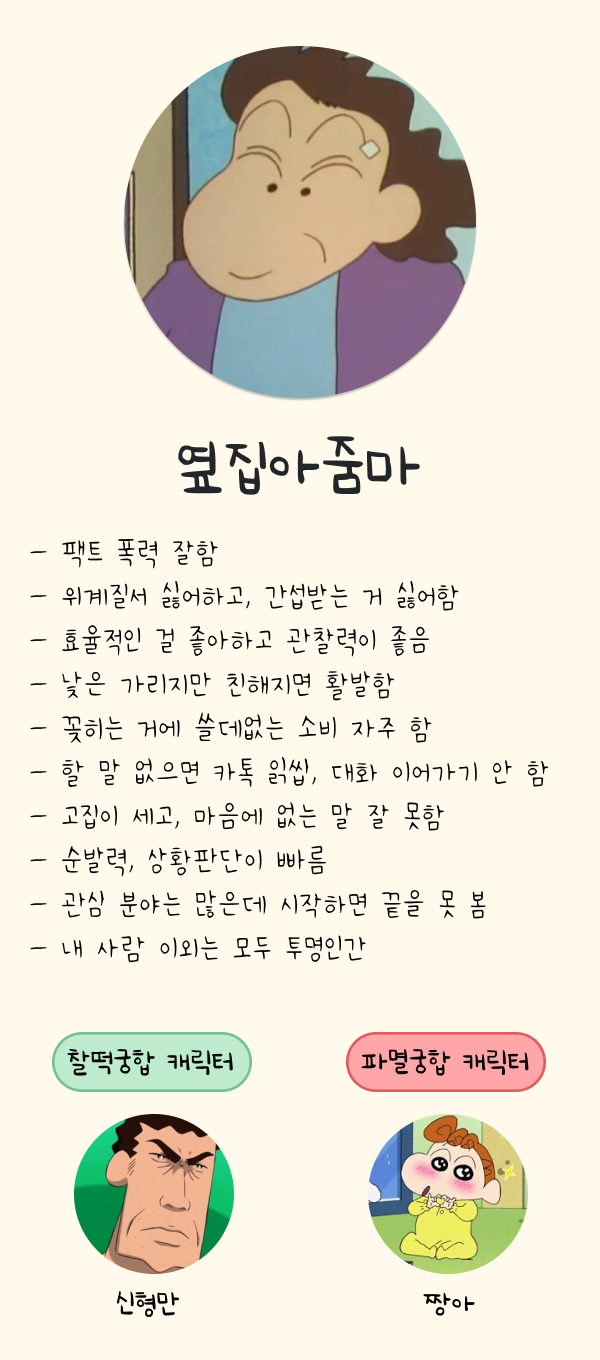 옆집아줌마
- 팩트 폭력 잘함
- 위계질서 싫어하고, 간섭받는 거 싫어함
- 효율적인 걸 좋아하고 관찰력이 좋음
- 낯은 가리지만 친해지면 활발함
- 꽂히는 거에 쓸데없는 소비 자주 함
- 할 말 없으면 카톡 읽씹, 대화 이어가기 안 함
- 고집이 세고, 마음에 없는 말 잘 못함
- 순발력, 상황판단이 빠름
- 관심 분야는 많은데 시작하면 끝을 못 봄
- 내 사람 이외는 모두 투명인간
찰떡궁합 캐릭터
파멸궁합 캐릭터
신형만
짱아